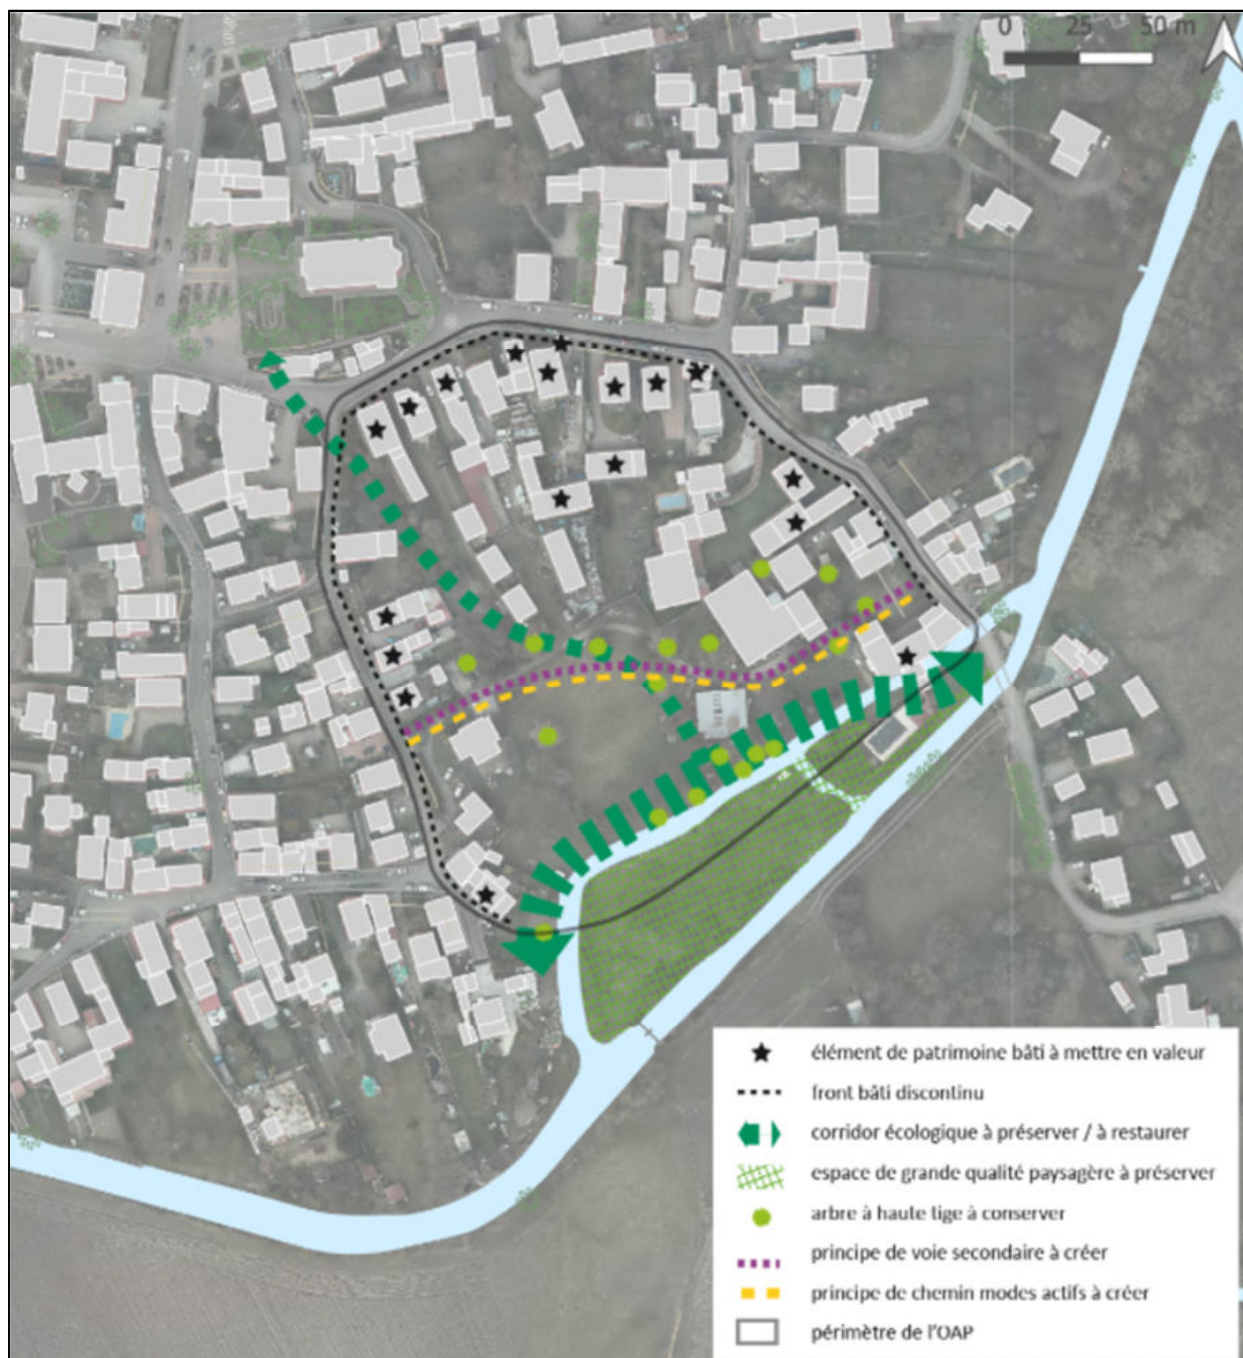 0 25 50 m
élément de patrimoine bâti à mettre en valeur
front bâti discontinu
corridor écologique à préserver / à restaurer
espace de grande qualité paysagère à préserver
arbre à haute tige à conserver
principe de voie secondaire à créer
principe de chemin modes actifs à créer
périmètre de l'OAP